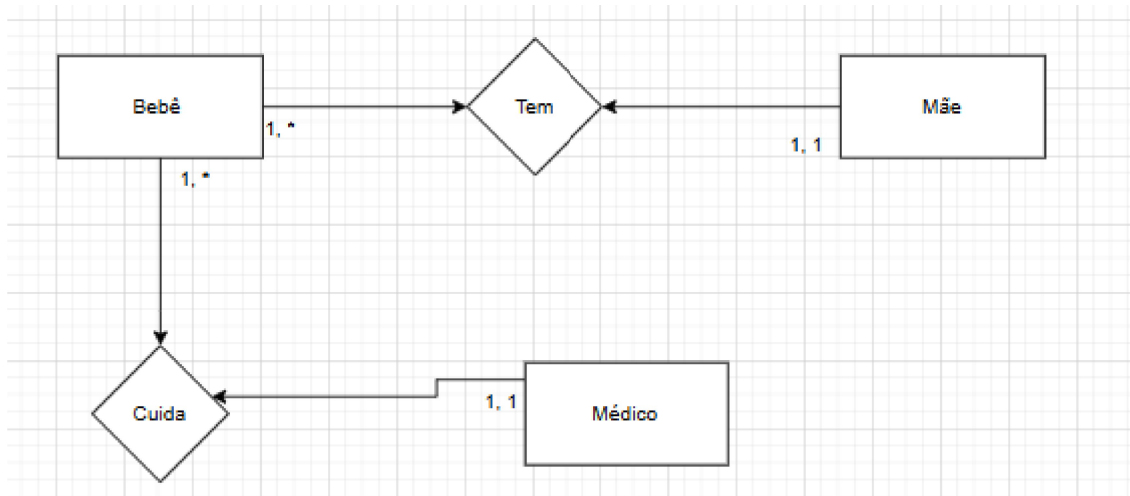 Bebê
Tem
Mãe
1, *
1, 1
1, *
Cuida
1, 1
Médico